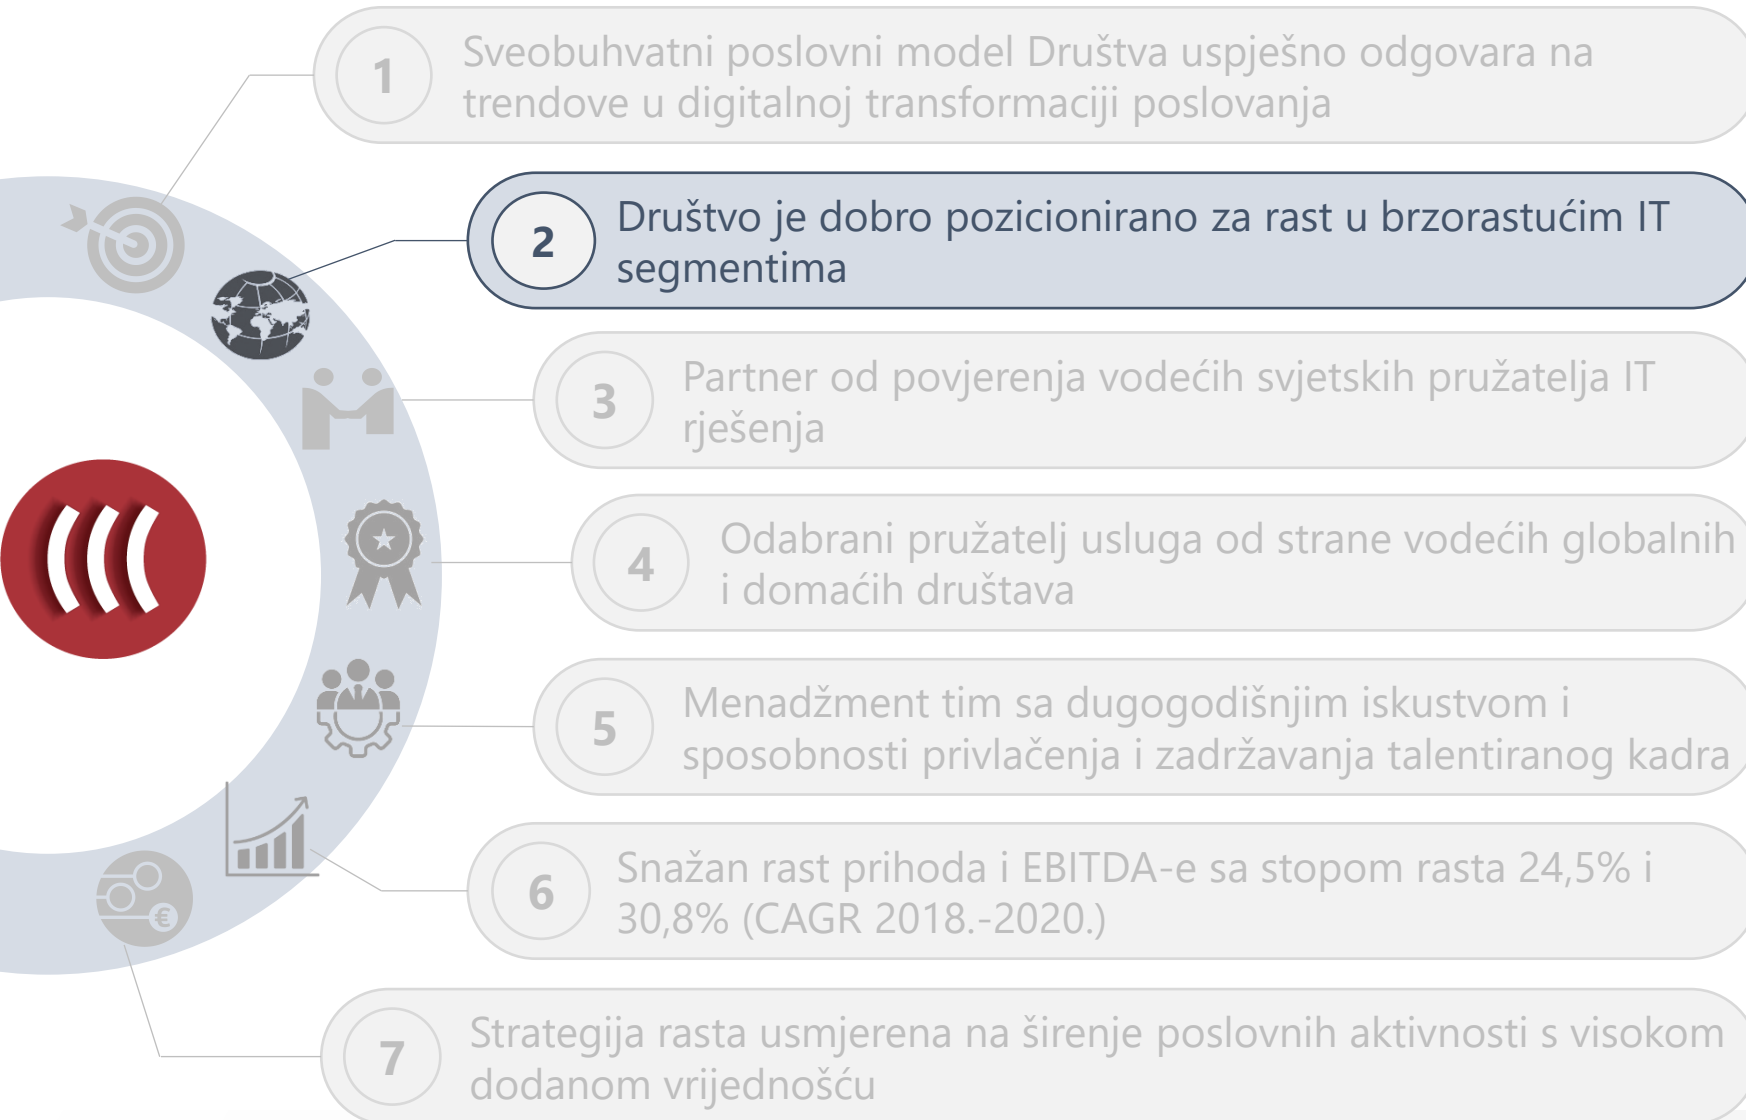 1
Sveobuhvatni poslovni model Društva uspješno odgovara na
trendove u digitalnoj transformaciji poslovanja
2
Društvo je dobro pozicionirano za rast u brzorastućim IT
segmentima
3
Partner od povjerenja vodećih svjetskih pružatelja IT
rješenja
4
Odabrani pružatelj usluga od strane vodećih globalnih
i domaćih društava
5
Menadžment tim sa dugogodišnjim iskustvom i
sposobnosti privlačenja i zadržavanja talentiranog kadra
6
Snažan rast prihoda i EBITDA-e sa stopom rasta 24,5% i
30,8% (CAGR 2018.-2020.)
€
7
Strategija rasta usmjerena na širenje poslovnih aktivnosti s visokom
dodanom vrijednošću